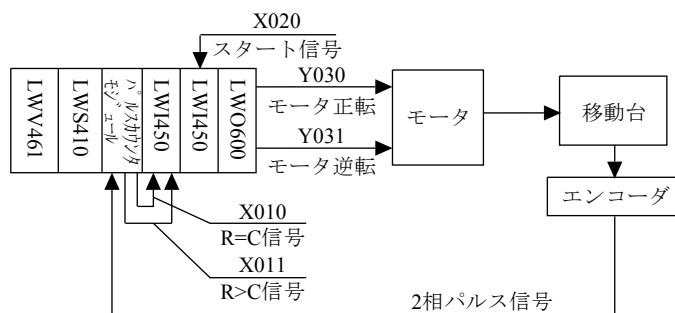 X020
スタート信号
LWV461
LWS410
パルスカウンタ
モジュール
LWI450
LWI450
LWO600
Y030
モータ正転
Y031
モータ逆転
モータ
移動台
エンコーダ
X010
R=C信号
X011
R>C信号
2相パルス信号